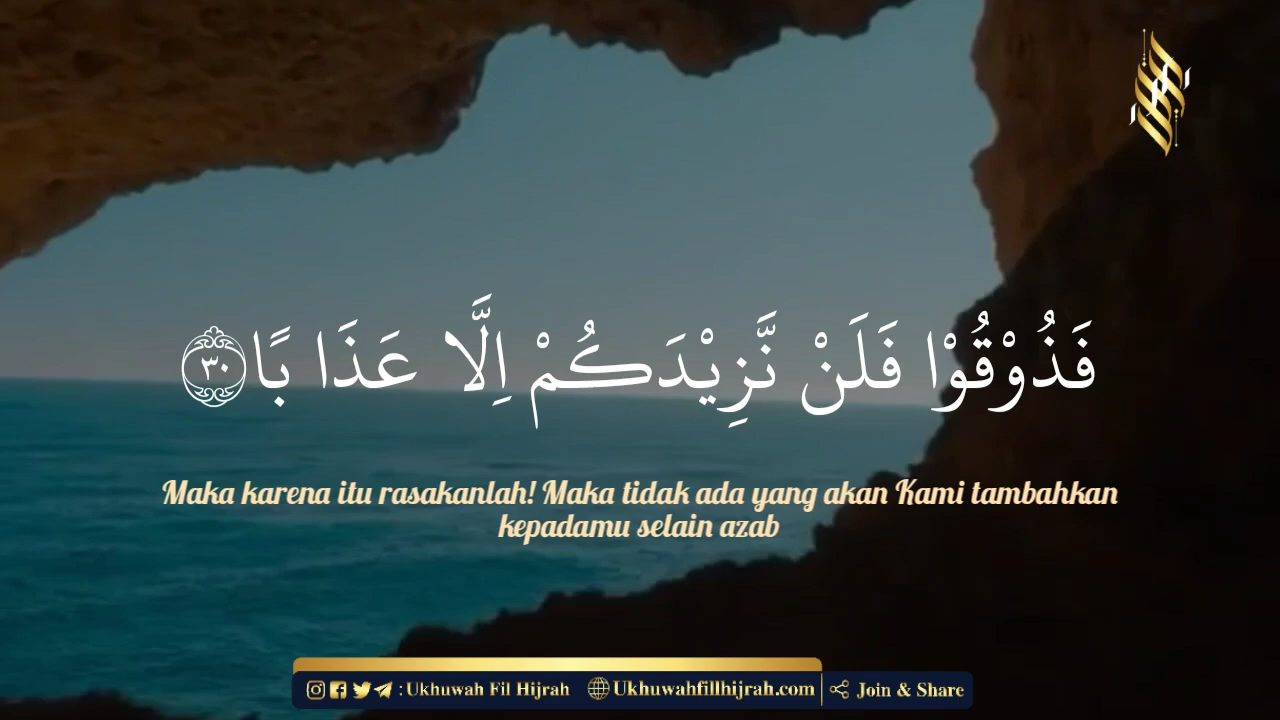 فَذُوْقُوْا فَلَنْ نَّزِيْدَكُمْ اِلَّا عَذَا بًا ٣٠
Maka karena itu rasakanlah! Maka tidak ada yang akan Kami tambahkan
kepadamu selain azab
: Ukhuwah Fil Hijrah Ukhuwahfillhijrah.com Join & Share